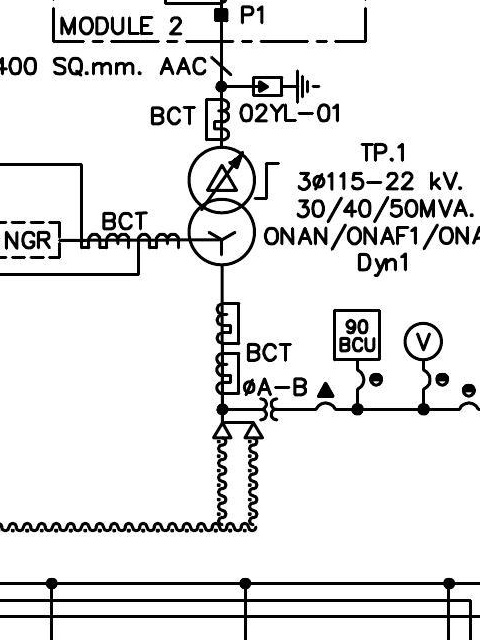 P1
MODULE 2
400 SQ.mm. AAC
BCT
02YL-01
TP.1
3ø115-22 kV.
30/40/50MVA.
ONAN/ONAF1/ONA
Dyn1
BCT
NGR
BCT
øA-B
90
BCU
V